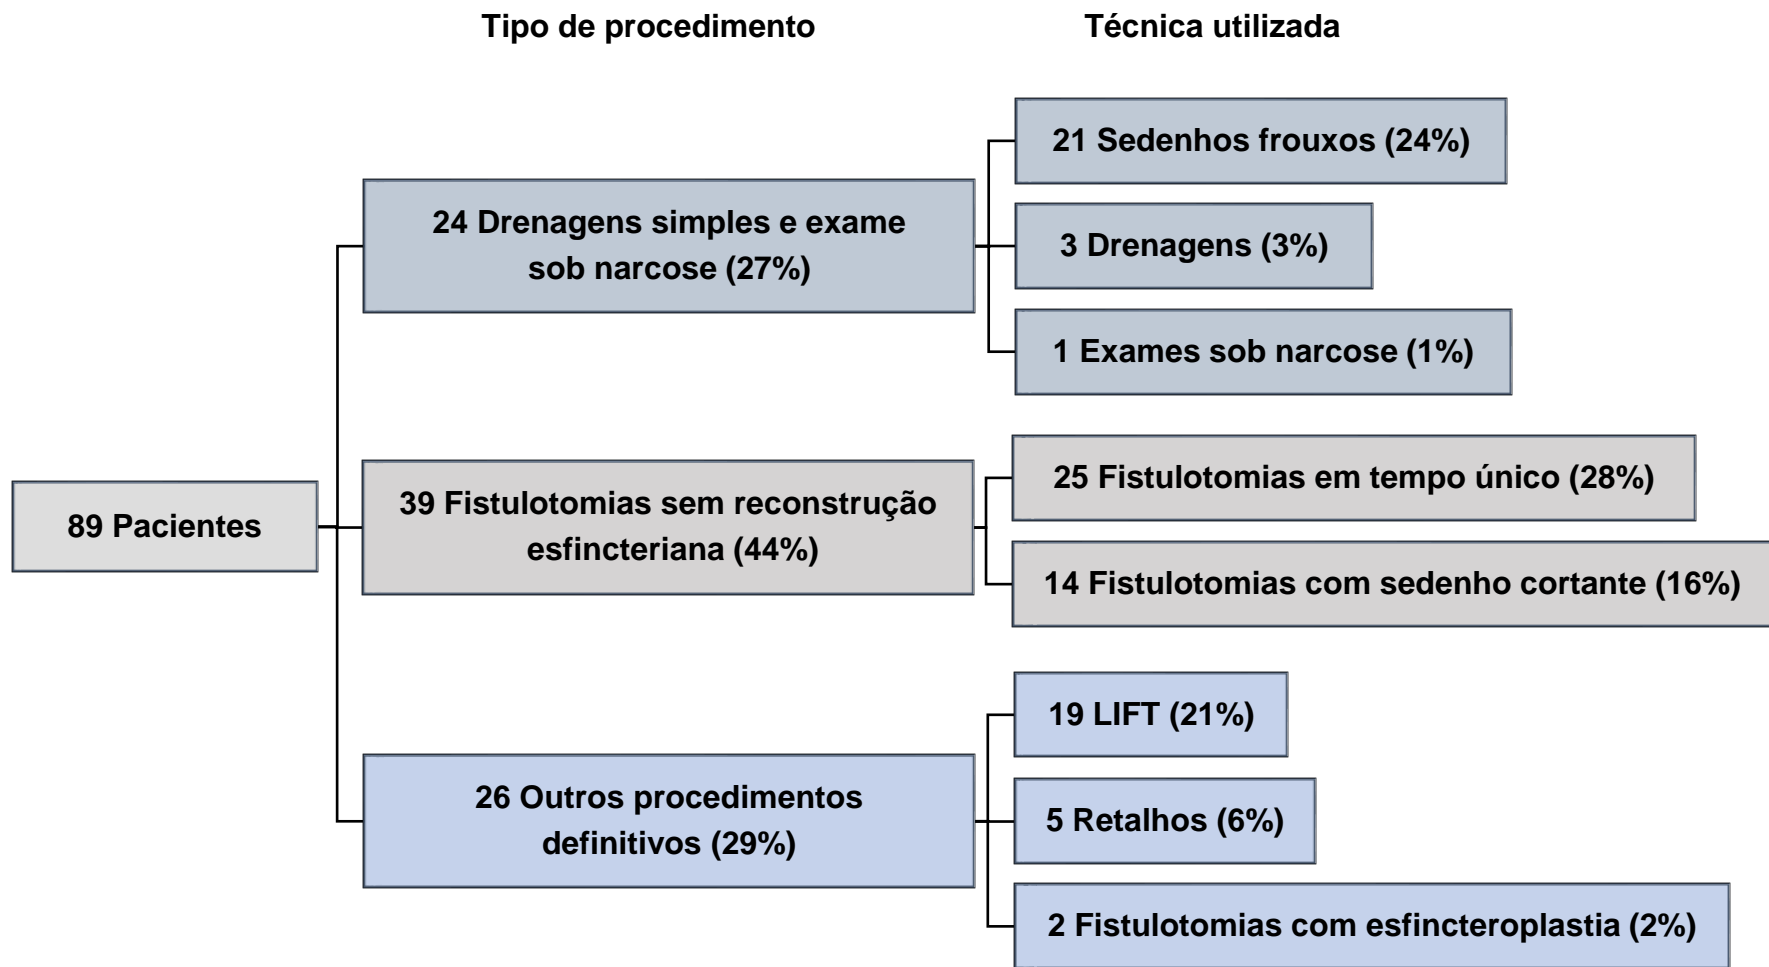 Tipo de procedimento
Técnica utilizada
89 Pacientes
24 Drenagens simples e exame
sob narcose (27%)
21 Sedenhos frouxos (24%)
3 Drenagens (3%)
1 Exames sob narcose (1%)
39 Fistulotomias sem reconstrução
esfincteriana (44%)
25 Fistulotomias em tempo único (28%)
14 Fistulotomias com sedenho cortante (16%)
26 Outros procedimentos
definitivos (29%)
19 LIFT (21%)
5 Retalhos (6%)
2 Fistulotomias com esfincteroplastia (2%)